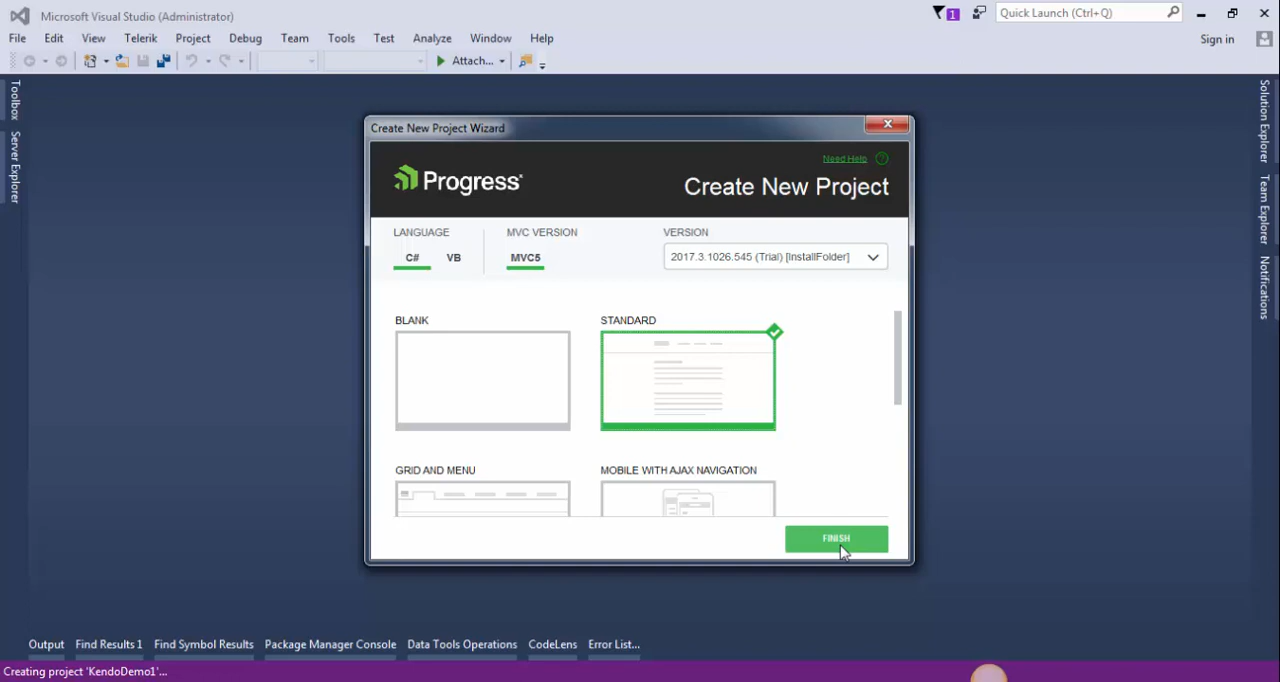 Microsoft Visual Studio (Administrator)
1
Quick Launch (Ctrl+Q)
File Edit View Telerik Project Debug Team Tools Test Analyze Window Help
Sign in
Attach...
Toolbox
Server Explorer
Solution Explorer
Team Explorer
Notifications
Create New Project Wizard
Need Help ?
Progress
Create New Project
LANGUAGE MVC VERSION VERSION
C# VB MVC5 2017.3.1026.545 (Trial) [InstallFolder]
BLANK STANDARD
GRID AND MENU MOBILE WITH AJAX NAVIGATION
FINISH
Output Find Results 1 Find Symbol Results Package Manager Console Data Tools Operations CodeLens Error List...
Creating project 'KendoDemo1'...